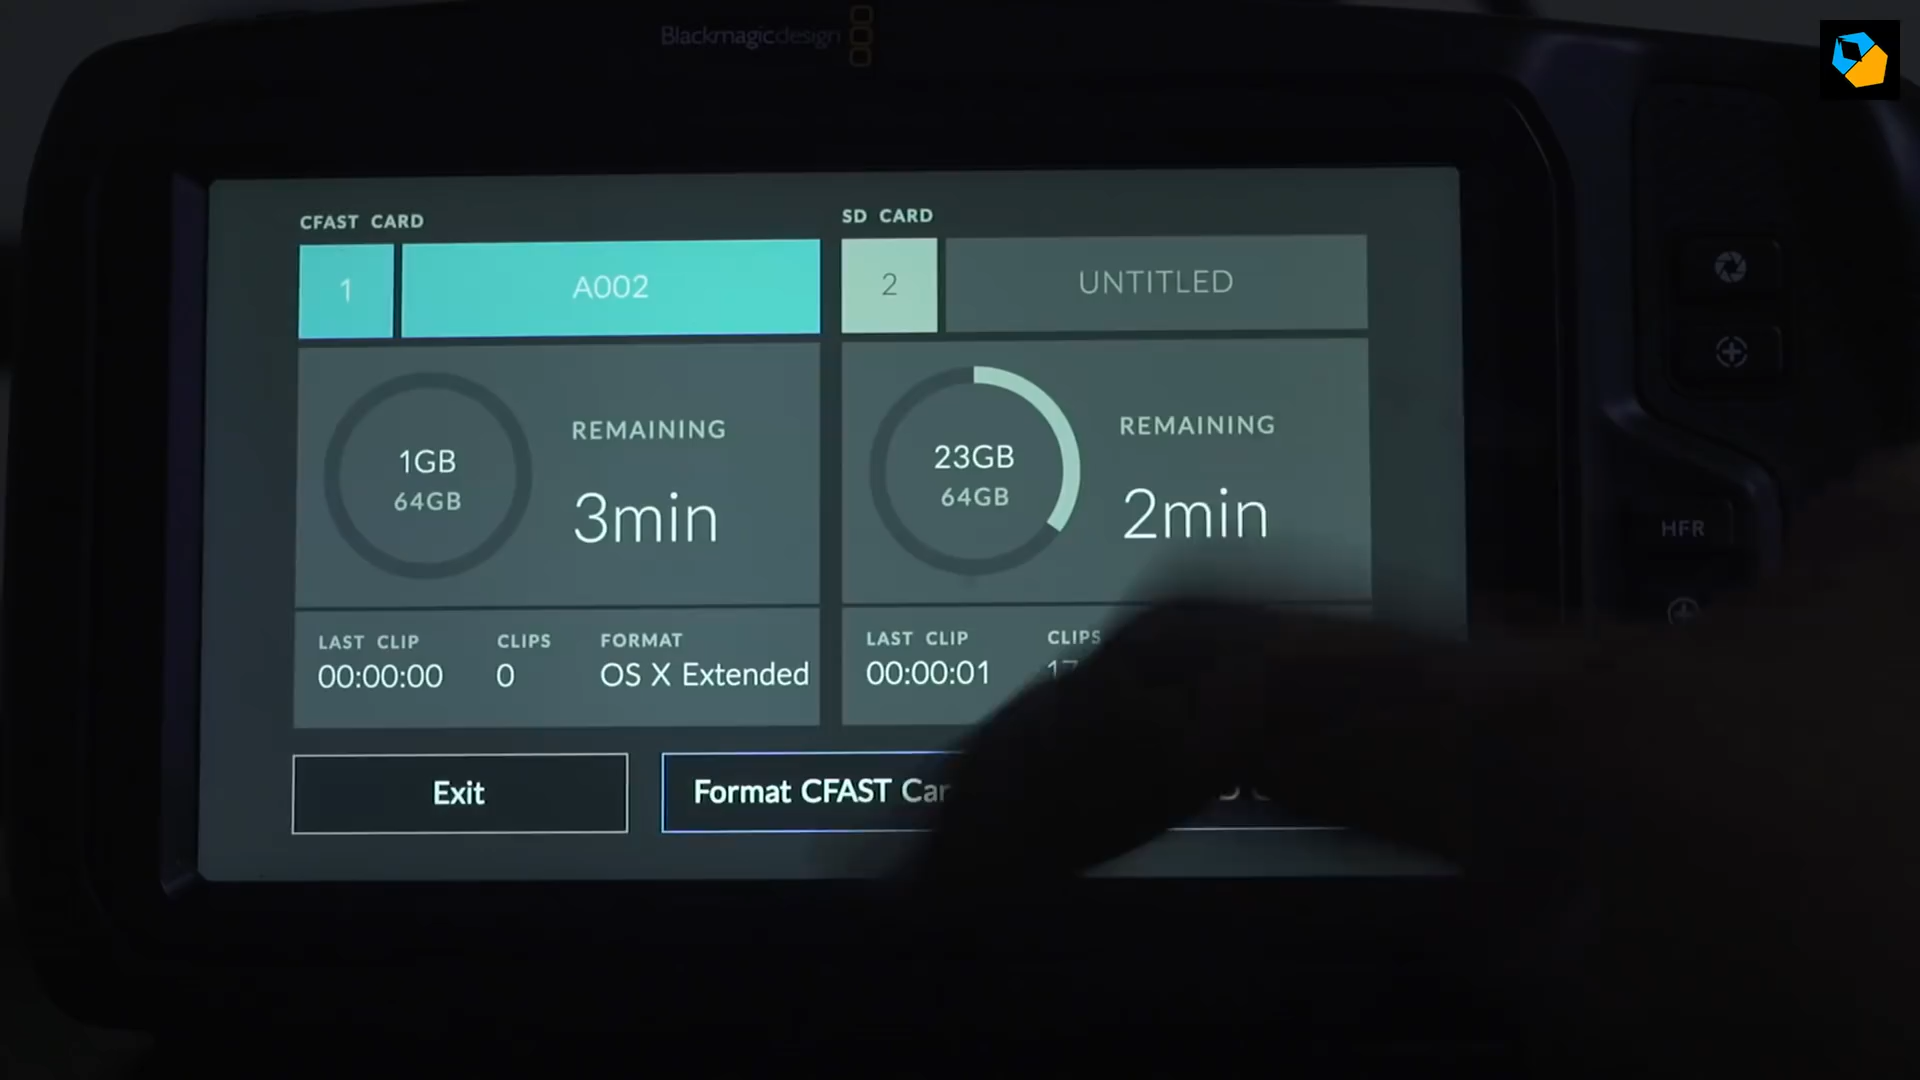 Blackmagicdesign
CFAST CARD
1
A002
1GB
64GB
REMAINING
3min
LAST CLIP
00:00:00
CLIPS
0
FORMAT
OS X Extended
SD CARD
2
UNTITLED
23GB
64GB
REMAINING
2min
LAST CLIP
00:00:01
CLIPS
Exit
Format CFAST Car
HFR